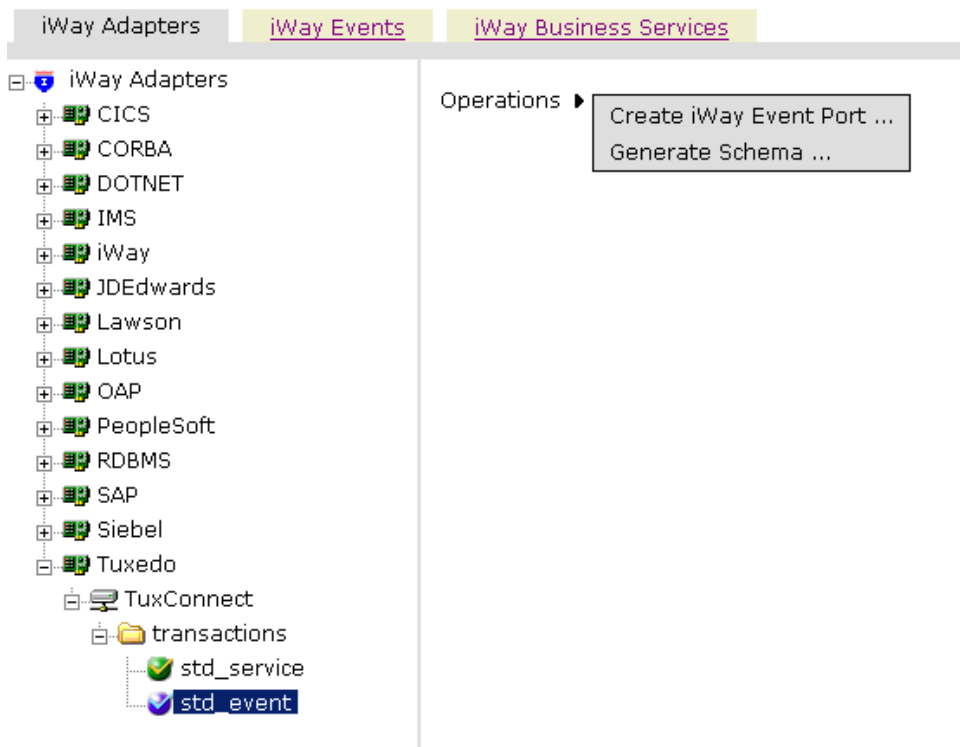 iWay Adapters iWay Events iWay Business Services
iWay Adapters
CICS
CORBA
DOTNET
IMS
iWay
JDEdwards
Lawson
Lotus
OAP
PeopleSoft
RDBMS
SAP
Siebel
Tuxedo
TuxConnect
transactions
std_service
std_event
Operations
Create iWay Event Port ...
Generate Schema ...